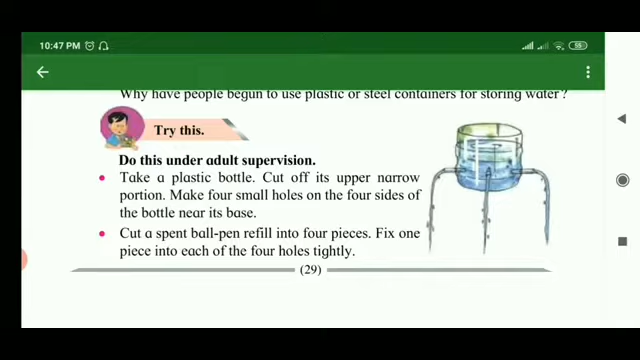 10:47 PM
55
Why have people begun to use plastic or steel containers for storing water?
Try this.
Do this under adult supervision.
Take a plastic bottle. Cut off its upper narrow
portion. Make four small holes on the four sides of
the bottle near its base.
Cut a spent ball-pen refill into four pieces. Fix one
piece into each of the four holes tightly.
(29)